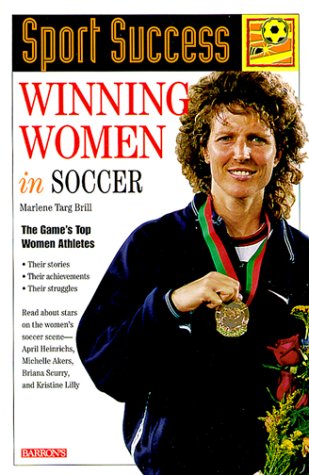 Sport Success
WINNING
WOMEN
in SOCCER
Marlene Targ Brill
The Game's Top
Women Athletes
• Their stories
• Their achievements
• Their struggles
Read about stars
on the women's
soccer scene—
April Heinrichs,
Michelle Akers,
Briana Scurry,
and Kristine Lilly
BARRON'S